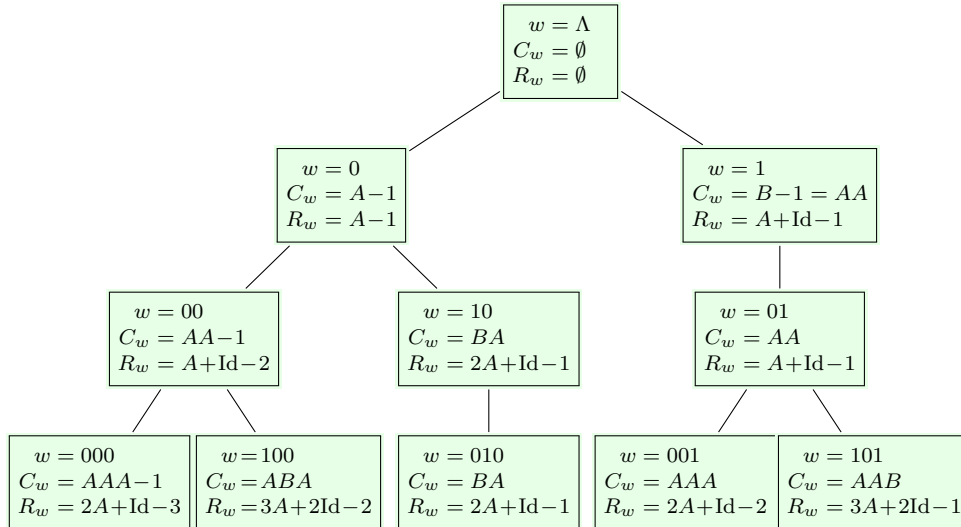 w = Λ
C_w = ∅
R_w = ∅
w = 0
C_w = A−1
R_w = A−1
w = 1
C_w = B−1 = AA
R_w = A+Id−1
w = 00
C_w = AA−1
R_w = A+Id−2
w = 10
C_w = BA
R_w = 2A+Id−1
w = 01
C_w = AA
R_w = A+Id−1
w = 000
C_w = AAA−1
R_w = 2A+Id−3
w = 100
C_w = ABA
R_w = 3A+2Id−2
w = 010
C_w = BA
R_w = 2A+Id−1
w = 001
C_w = AAA
R_w = 2A+Id−2
w = 101
C_w = AAB
R_w = 3A+2Id−1